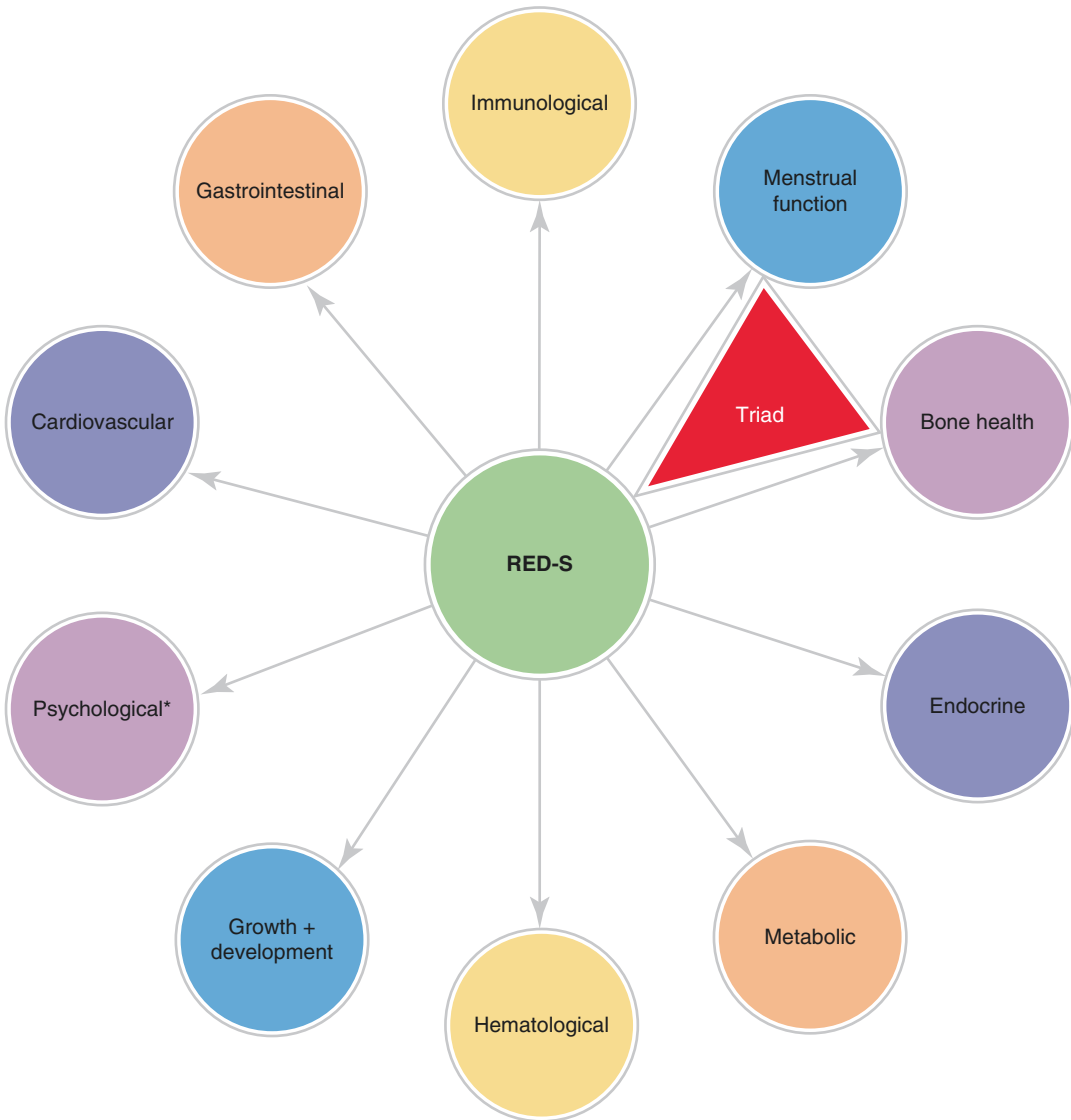 Immunological
Menstrual
function
Gastrointestinal
Triad
Cardiovascular
Bone health
RED-S
Psychological*
Endocrine
Growth +
development
Metabolic
Hematological